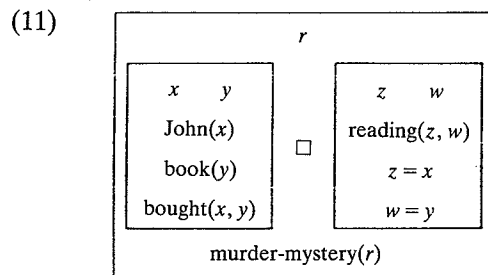 (11)
r
x y
John(x)
book(y)
bought(x, y)
□
z w
reading(z, w)
z = x
w = y
murder-mystery(r)